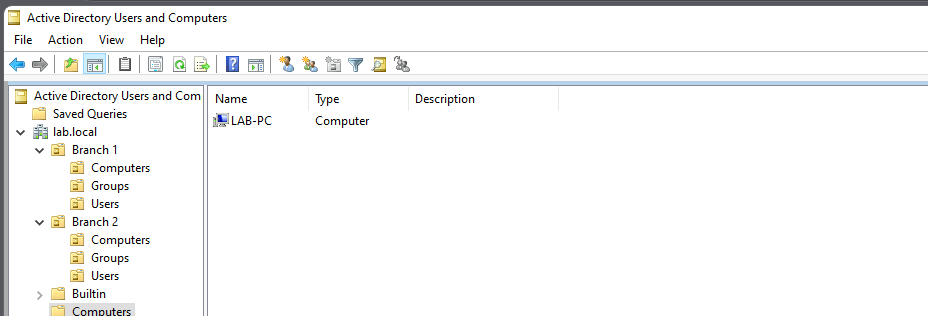 Active Directory Users and Computers
File Action View Help
Active Directory Users and Com
Saved Queries
lab.local
Branch 1
Computers
Groups
Users
Branch 2
Computers
Groups
Users
Builtin
Computers
Name Type Description
LAB-PC Computer